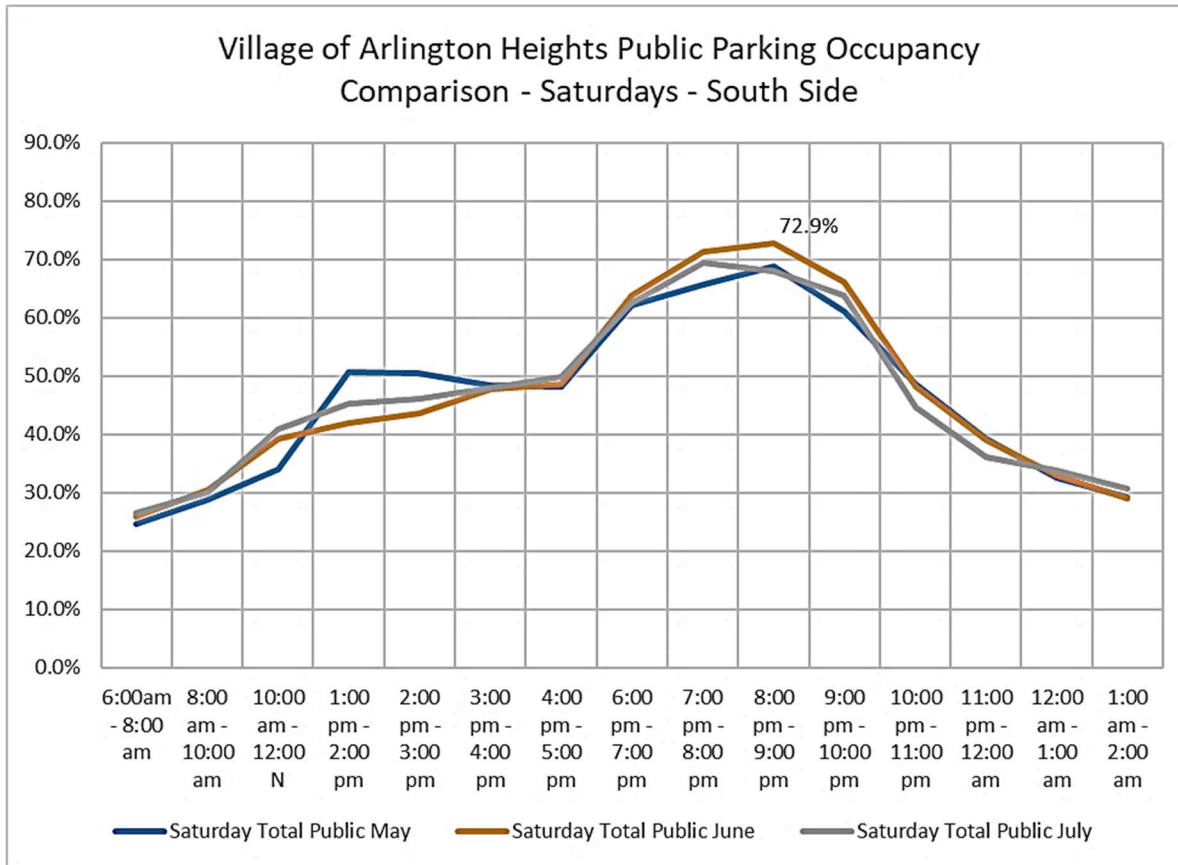 Village of Arlington Heights Public Parking Occupancy
Comparison - Saturdays - South Side
90.0%
80.0%
72.9%
70.0%
60.0%
50.0%
40.0%
30.0%
20.0%
10.0%
0.0%
6:00am
- 8:00
am
8:00
am -
10:00
am
10:00
am -
12:00
N
1:00
pm -
2:00
pm
2:00
pm -
3:00
pm
3:00
pm -
4:00
pm
4:00
pm -
5:00
pm
6:00
pm -
7:00
pm
7:00
pm -
8:00
pm
8:00
pm -
9:00
pm
9:00
pm -
10:00
pm
10:00
pm -
11:00
pm
11:00
pm -
12:00
am
12:00
am -
1:00
am
1:00
am -
2:00
am
Saturday Total Public May
Saturday Total Public June
Saturday Total Public July